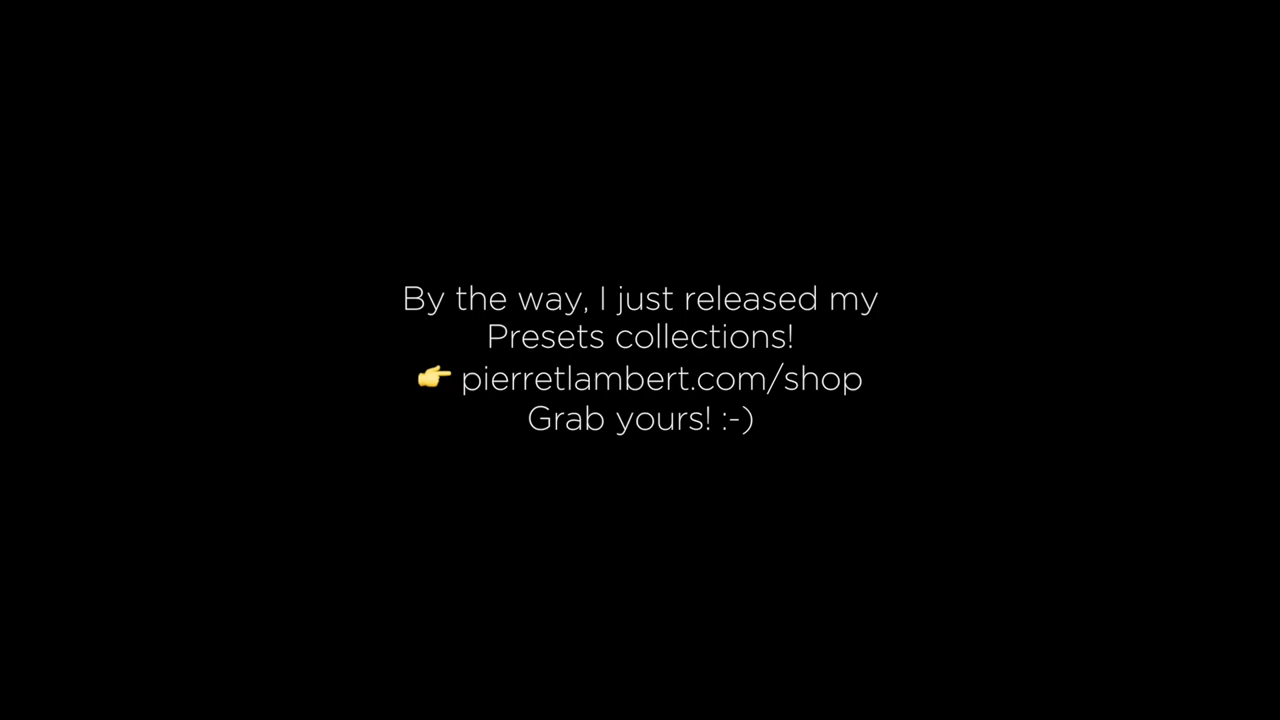 By the way, I just released my
Presets collections!
👉 pierretlambert.com/shop
Grab yours! :-)